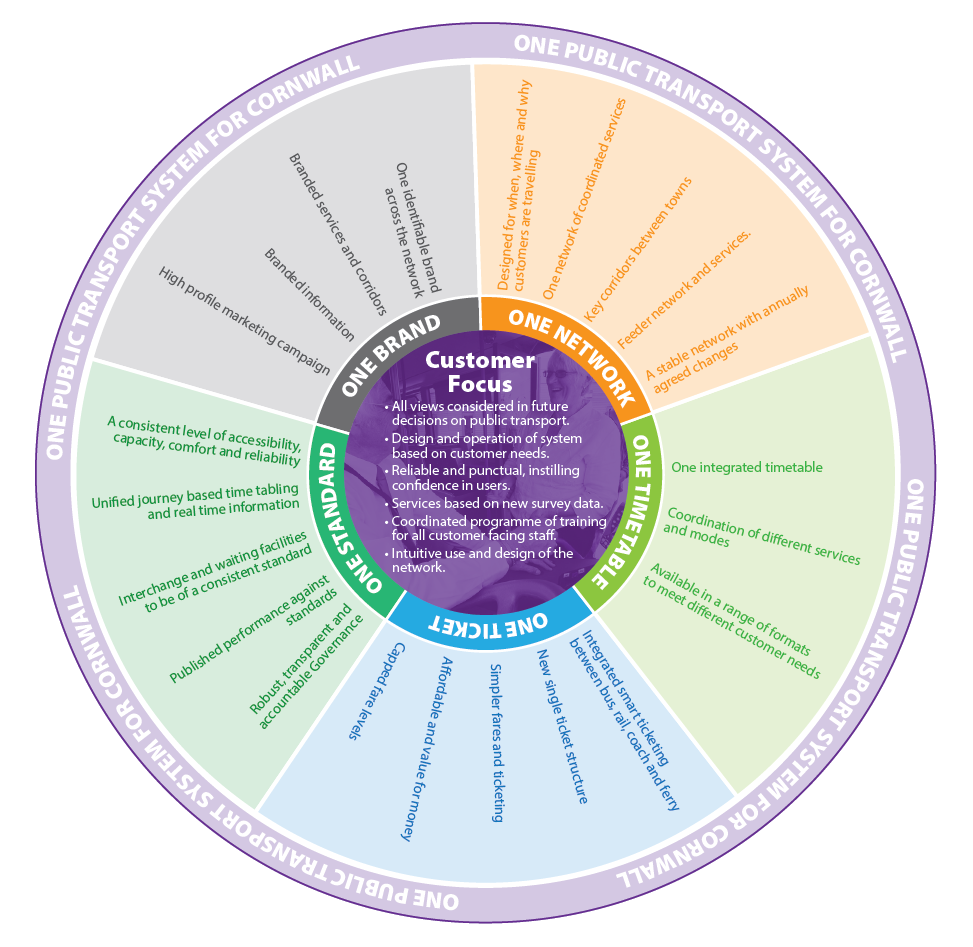 ONE PUBLIC TRANSPORT SYSTEM FOR CORNWALL
ONE PUBLIC TRANSPORT SYSTEM FOR CORNWALL
ONE PUBLIC TRANSPORT SYSTEM FOR CORNWALL
ONE PUBLIC TRANSPORT SYSTEM FOR CORNWALL
Customer
Focus
• All views considered in future
decisions on public transport.
• Design and operation of system
based on customer needs.
• Reliable and punctual, instilling
confidence in users.
• Services based on new survey data.
• Coordinated programme of training
for all customer facing staff.
• Intuitive use and design of the
network.
ONE NETWORK
Designed for when, where and why
customers are travelling
One network of coordinated services
Key corridors between towns
Feeder network and services.
A stable network with annually
agreed changes
ONE TIMETABLE
One integrated timetable
Coordination of different services
and modes
Available in a range of formats
to meet different customer needs
ONE TICKET
Integrated smart ticketing
between bus, rail, coach and ferry
New single ticket structure
Simpler fares and ticketing
Affordable and value for money
Capped fare levels
ONE STANDARD
Robust, transparent and
accountable Governance
Published performance against
standards
Interchange and waiting facilities
to be of a consistent standard
Unified journey based time tabling
and real time information
A consistent level of accessibility,
capacity, comfort and reliability
ONE BRAND
High profile marketing campaign
Branded information
Branded services and corridors
One identifiable brand
across the network